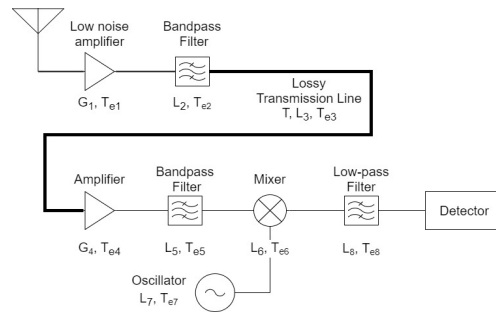 Low noise
amplifier
Bandpass
Filter
G1, Te1
L2, Te2
Lossy
Transmission Line
T, L3, Te3
Amplifier
Bandpass
Filter
Mixer
Low-pass
Filter
Detector
G4, Te4
L5, Te5
L6, Te6
L8, Te8
Oscillator
L7, Te7